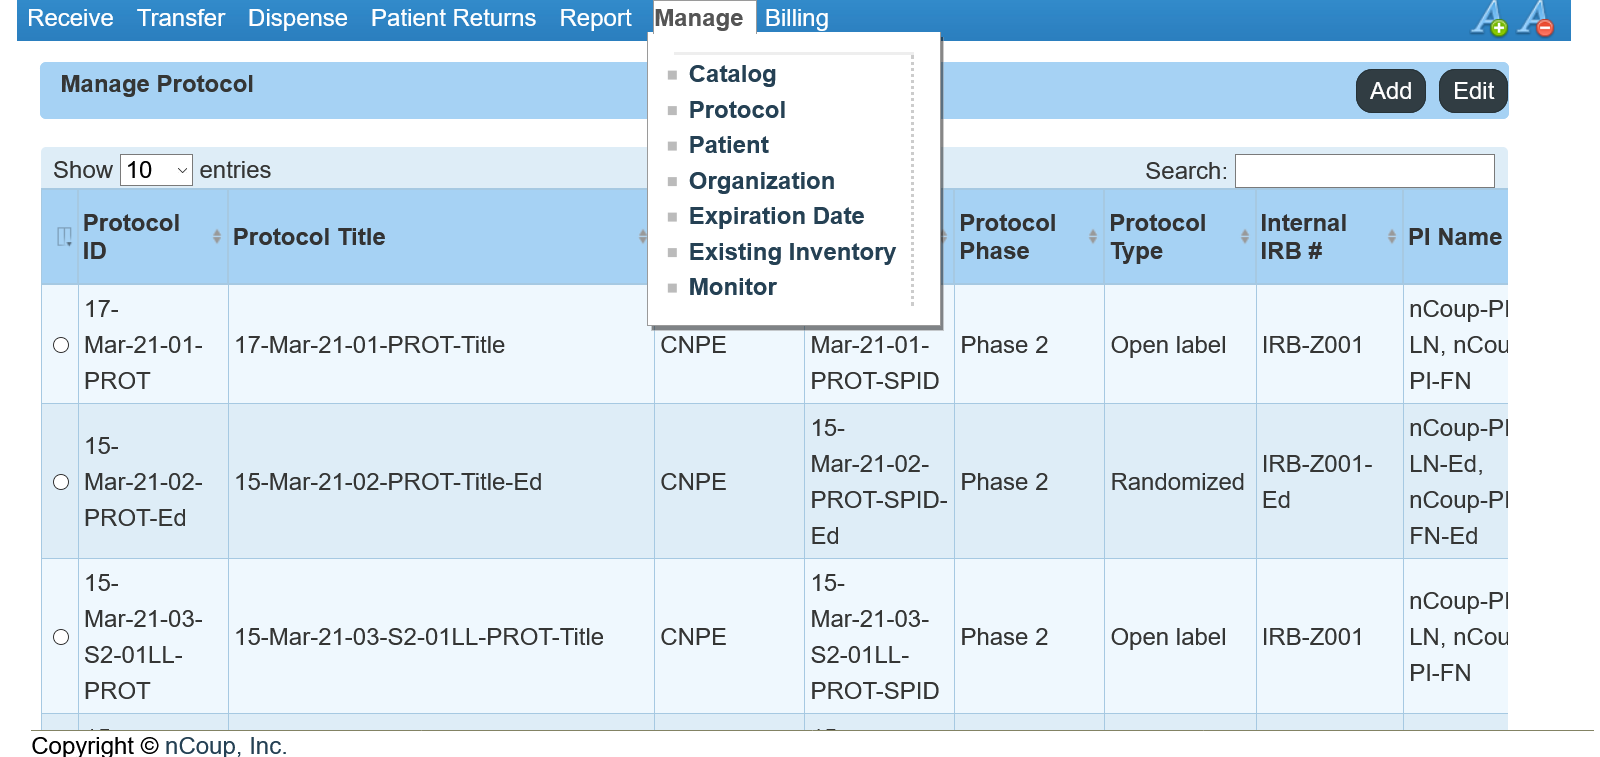 Receive Transfer Dispense Patient Returns Report Manage Billing
Manage Protocol
Add Edit
Catalog
Protocol
Patient
Organization
Expiration Date
Existing Inventory
Monitor
Show 10 entries
Search:
Protocol ID
Protocol Title
Protocol Phase
Protocol Type
Internal IRB #
PI Name
17-
Mar-21-01-
PROT
17-Mar-21-01-PROT-Title
CNPE
Mar-21-01-
PROT-SPID
Phase 2
Open label
IRB-Z001
nCoup-PI
LN, nCou
PI-FN
15-
Mar-21-02-
PROT-Ed
15-Mar-21-02-PROT-Title-Ed
CNPE
15-
Mar-21-02-
PROT-SPID-
Ed
Phase 2
Randomized
IRB-Z001-
Ed
nCoup-PI
LN-Ed,
nCoup-PI
FN-Ed
15-
Mar-21-03-
S2-01LL-
PROT
15-Mar-21-03-S2-01LL-PROT-Title
CNPE
15-
Mar-21-03-
S2-01LL-
PROT-SPID
Phase 2
Open label
IRB-Z001
nCoup-PI
LN, nCou
PI-FN
Copyright © nCoup, Inc.